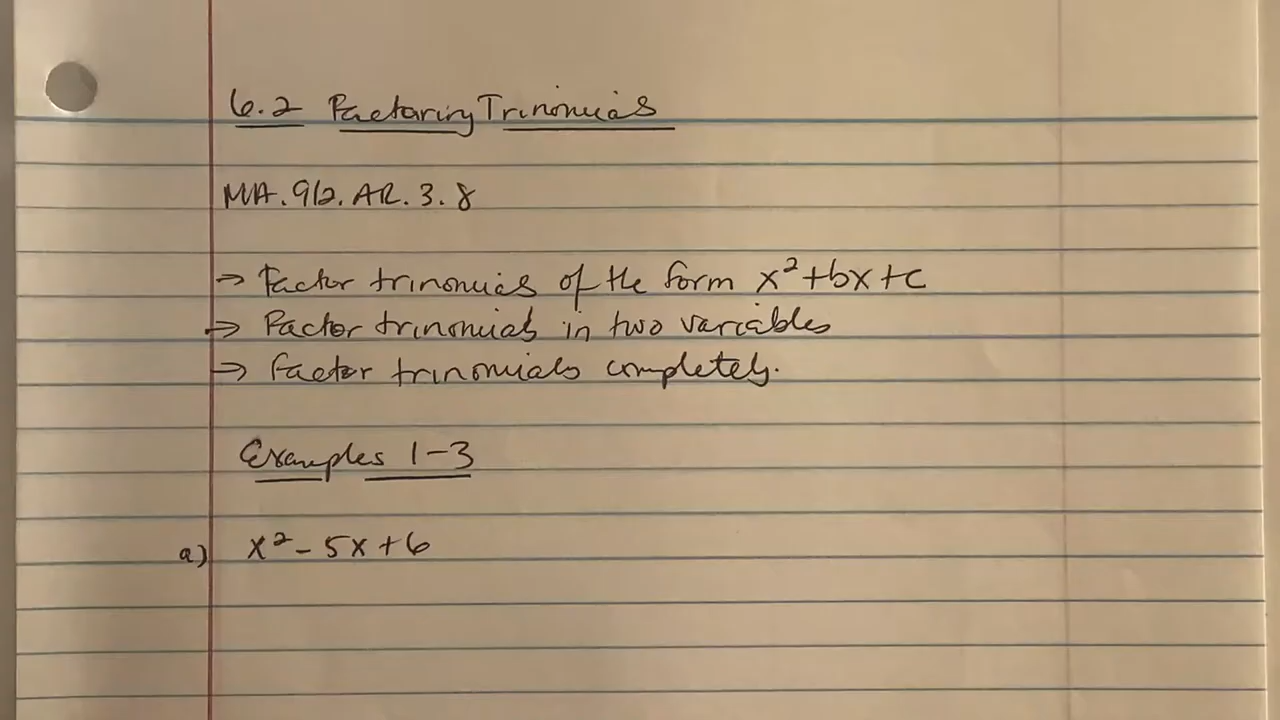 6.2 Factoring Trinomials
MA.912.AR.3.8
→ Factor trinomials of the form x²+bx+c
→ Factor trinomials in two variables
→ Factor trinomials completely.
Examples 1-3
a) x² - 5x + 6